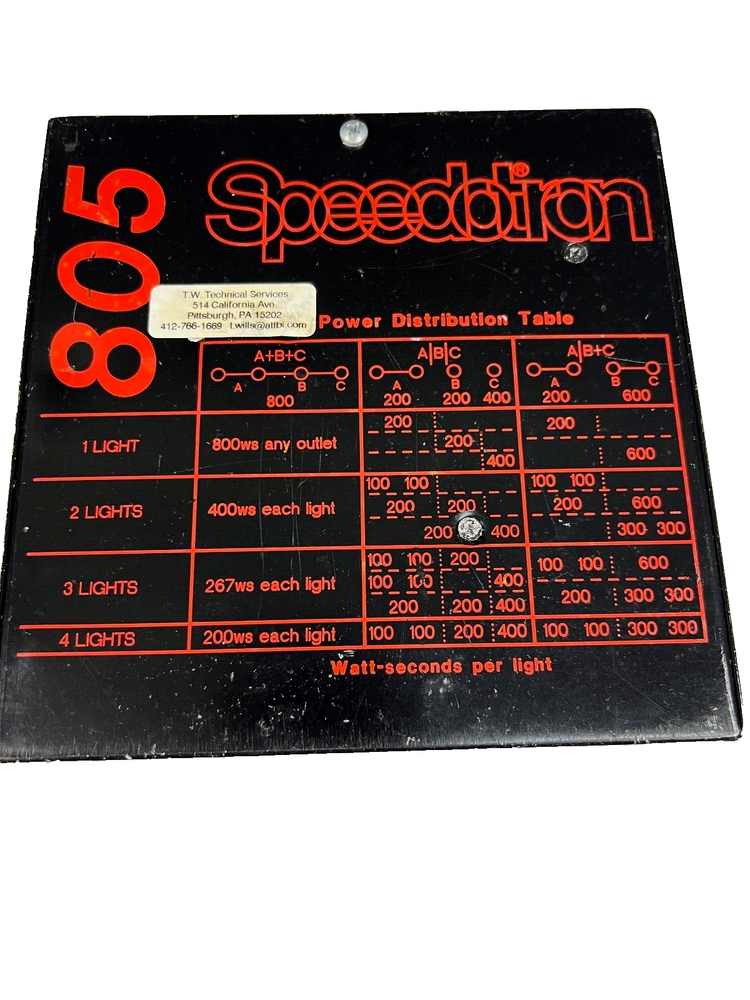 805
Speedotron®
T.W. Technical Services
514 California Ave.
Pittsburgh, PA 15202
412-766-1669 t.wills@attbi.com
Power Distribution Table
A+B+C A|B|C A|B+C
A B C A B C A B C
800 200 200 400 200 600
1 LIGHT 800ws any outlet
200 200
200
400 600
2 LIGHTS 400ws each light
100 100 100 100
200 200 200 600
200 400 300 300
3 LIGHTS 267ws each light
100 100 200 100 100 600
100 100 400
200 200 400 200 300 300
4 LIGHTS 200ws each light 100 100 200 400 100 100 300 300
Watt-seconds per light